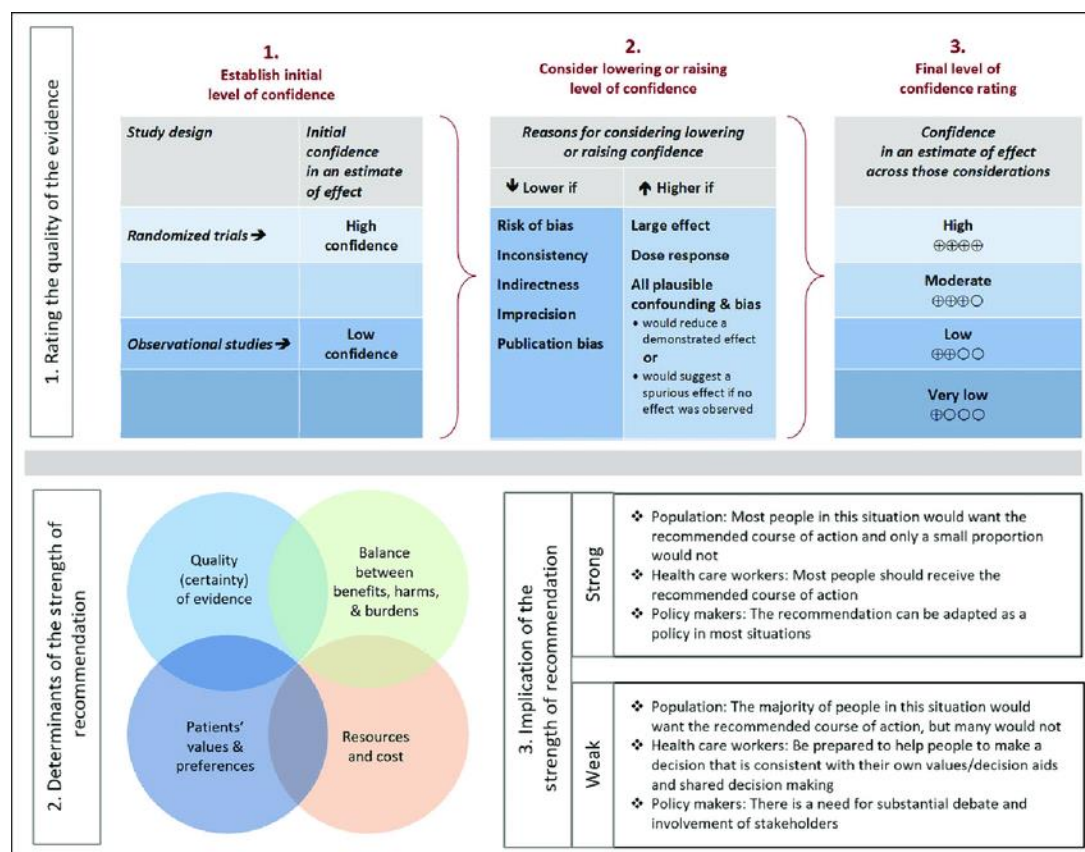 1. Rating the quality of the evidence
1.
Establish initial
level of confidence
Study design
Initial
confidence
in an estimate
of effect
Randomized trials ➔
High
confidence
Observational studies ➔
Low
confidence
2.
Consider lowering or raising
level of confidence
Reasons for considering lowering
or raising confidence
🡻 Lower if
🡹 Higher if
Risk of bias
Inconsistency
Indirectness
Imprecision
Publication bias
Large effect
Dose response
All plausible
confounding & bias
• would reduce a
demonstrated effect
or
• would suggest a
spurious effect if no
effect was observed
3.
Final level of
confidence rating
Confidence
in an estimate of effect
across those considerations
High
⊕⊕⊕⊕
Moderate
⊕⊕⊕○
Low
⊕⊕○○
Very low
⊕○○○
2. Determinants of the strength of
recommendation
Quality
(certainty)
of evidence
Balance
between
benefits, harms,
& burdens
Patients’
values &
preferences
Resources
and cost
3. Implication of the
strength of recommendation
Strong
❖ Population: Most people in this situation would want the
recommended course of action and only a small proportion
would not
❖ Health care workers: Most people should receive the
recommended course of action
❖ Policy makers: The recommendation can be adapted as a
policy in most situations
Weak
❖ Population: The majority of people in this situation would
want the recommended course of action, but many would not
❖ Health care workers: Be prepared to help people to make a
decision that is consistent with their own values/decision aids
and shared decision making
❖ Policy makers: There is a need for substantial debate and
involvement of stakeholders